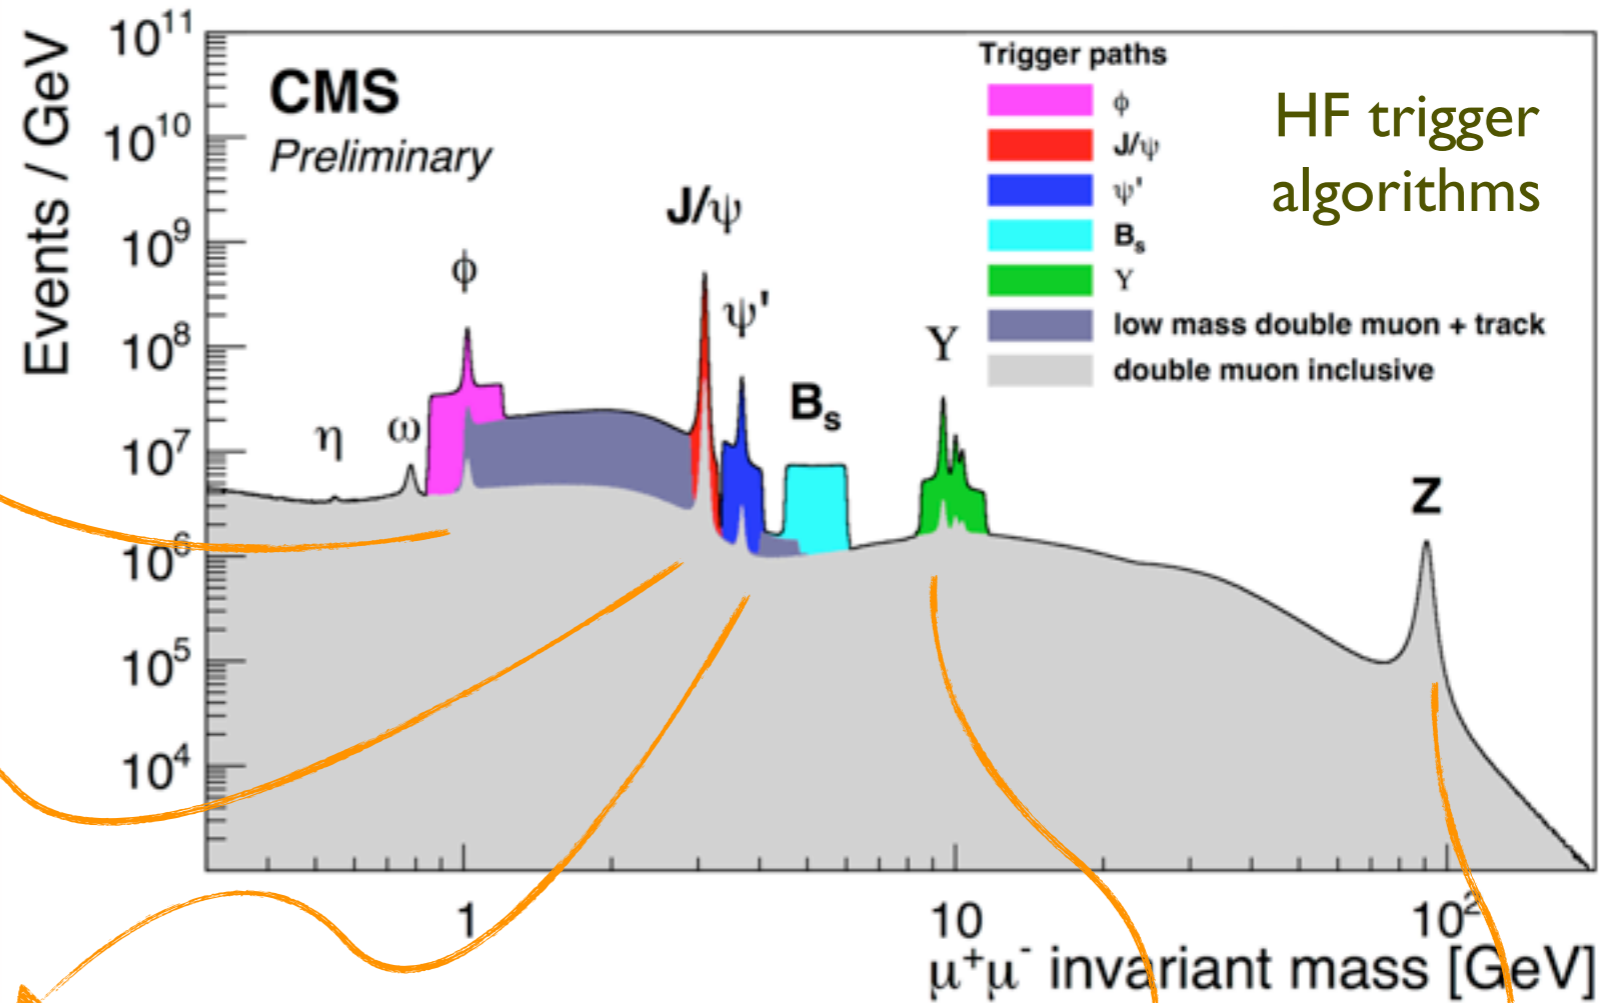 10¹¹
10¹⁰
10⁹
10⁸
10⁷
10⁶
10⁵
10⁴
Events / GeV
CMS
Preliminary
Trigger paths
ϕ
J/ψ
ψ'
Bₛ
Υ
low mass double muon + track
double muon inclusive
HF trigger
algorithms
η
ω
ϕ
J/ψ
ψ'
Bₛ
Υ
Z
1
10
10²
μ⁺μ⁻ invariant mass [GeV]